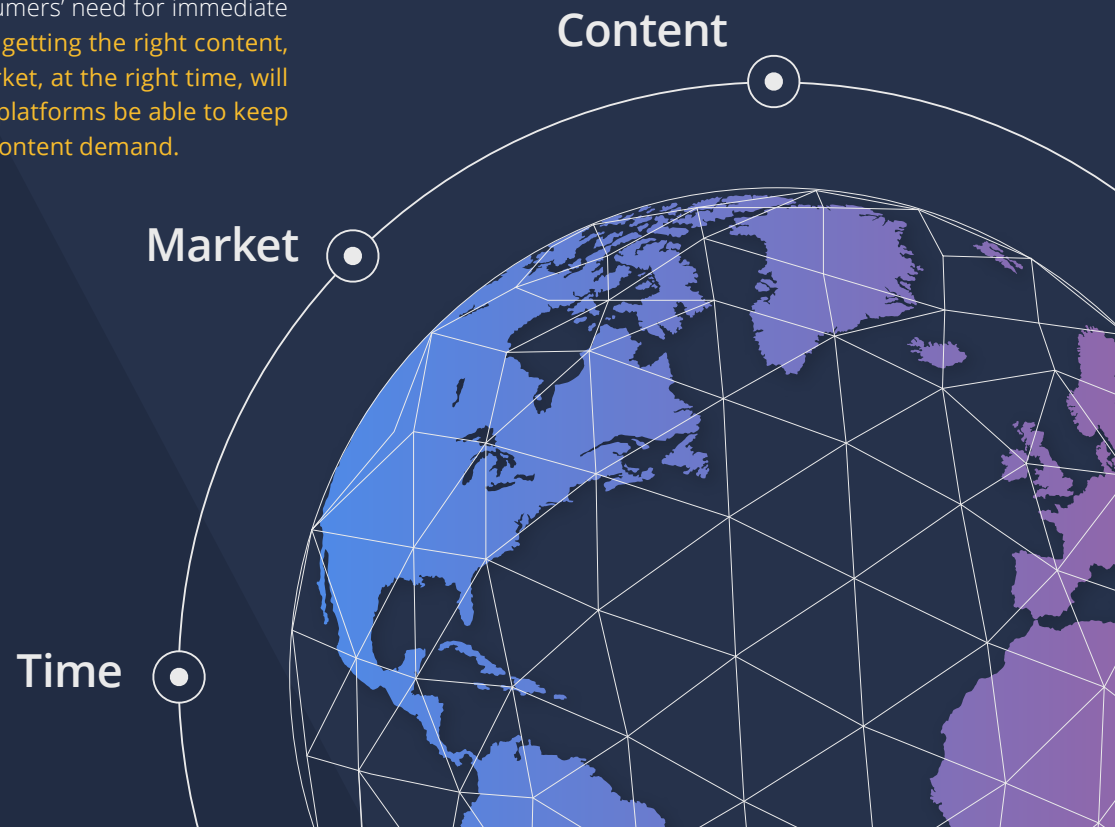 umers’ need for immediate
getting the right content,
rket, at the right time, will
platforms be able to keep
ontent demand.
Content
Market
Time